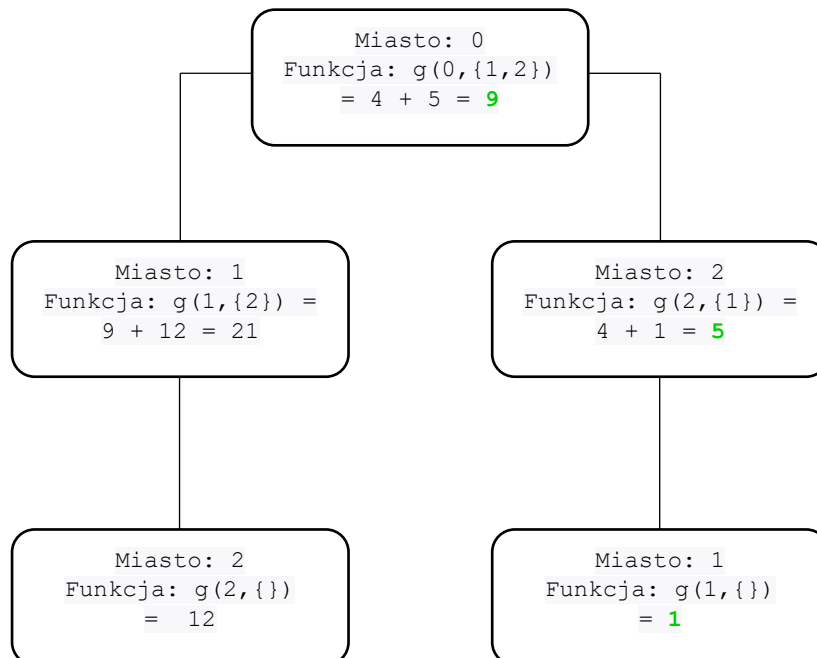 Miasto: 0
Funkcja: g(0,{1,2})
= 4 + 5 = 9
Miasto: 1
Funkcja: g(1,{2}) =
9 + 12 = 21
Miasto: 2
Funkcja: g(2,{1}) =
4 + 1 = 5
Miasto: 2
Funkcja: g(2,{})
= 12
Miasto: 1
Funkcja: g(1,{})
= 1